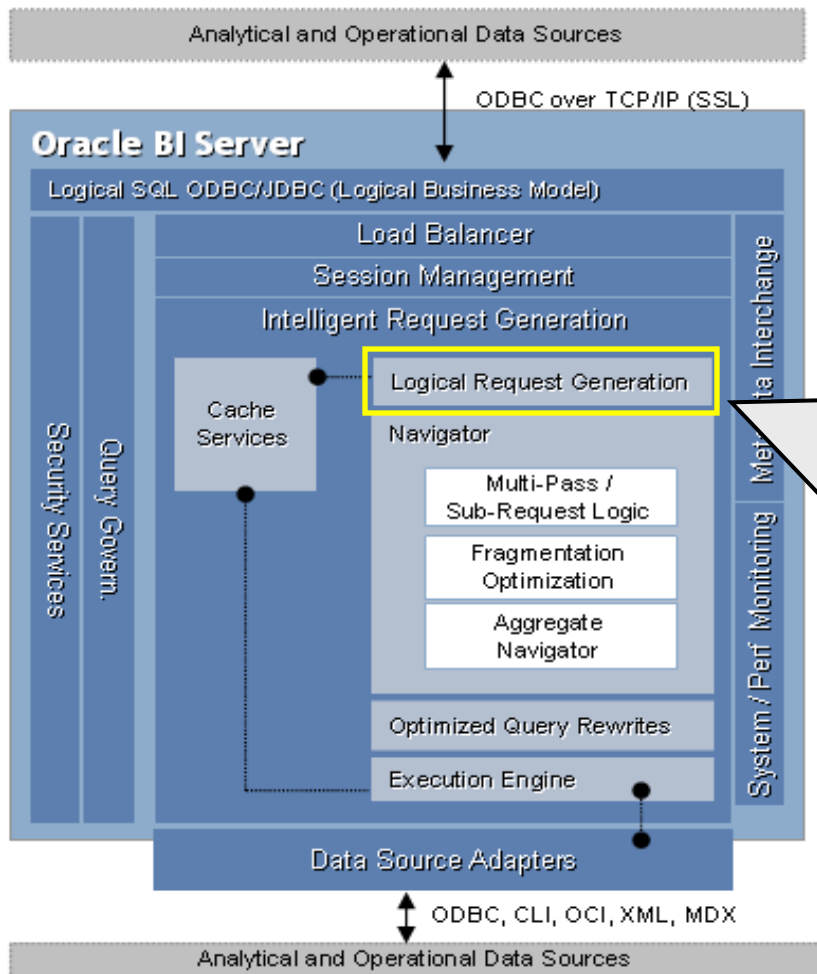 Analytical and Operational Data Sources
ODBC over TCP/IP (SSL)
Oracle BI Server
Logical SQL ODBC/JDBC (Logical Business Model)
Load Balancer
Session Management
Intelligent Request Generation
Security Services
Query Govern.
Cache
Services
Logical Request Generation
Navigator
Multi-Pass /
Sub-Request Logic
Fragmentation
Optimization
Aggregate
Navigator
Optimized Query Rewrites
Execution Engine
ta Interchange
Met
System / Perf Monitoring
Data Source Adapters
ODBC, CLI, OCI, XML, MDX
Analytical and Operational Data Sources